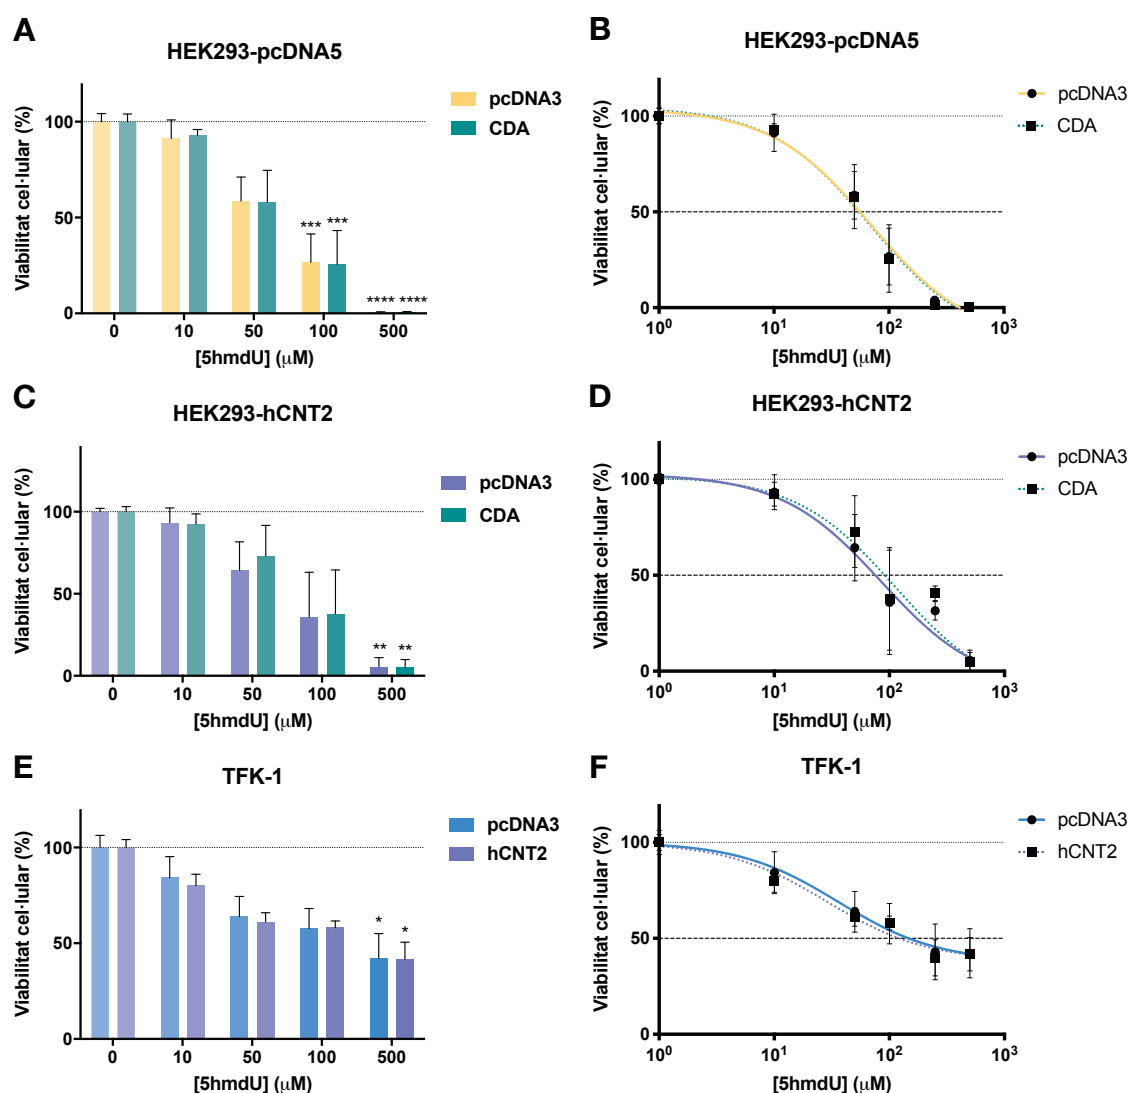 A
HEK293-pcDNA5
Viabilitat cel·lular (%)
100
50
0
*** ***
**** ****
0 10 50 100 500
[5hmdU] (μM)
pcDNA3
CDA
B
HEK293-pcDNA5
Viabilitat cel·lular (%)
100
50
0
10⁰ 10¹ 10² 10³
[5hmdU] (μM)
pcDNA3
CDA
C
HEK293-hCNT2
Viabilitat cel·lular (%)
100
50
0
** **
0 10 50 100 500
[5hmdU] (μM)
pcDNA3
CDA
D
HEK293-hCNT2
Viabilitat cel·lular (%)
100
50
0
10⁰ 10¹ 10² 10³
[5hmdU] (μM)
pcDNA3
CDA
E
TFK-1
Viabilitat cel·lular (%)
100
50
0
* *
0 10 50 100 500
[5hmdU] (μM)
pcDNA3
hCNT2
F
TFK-1
Viabilitat cel·lular (%)
100
50
0
10⁰ 10¹ 10² 10³
[5hmdU] (μM)
pcDNA3
hCNT2